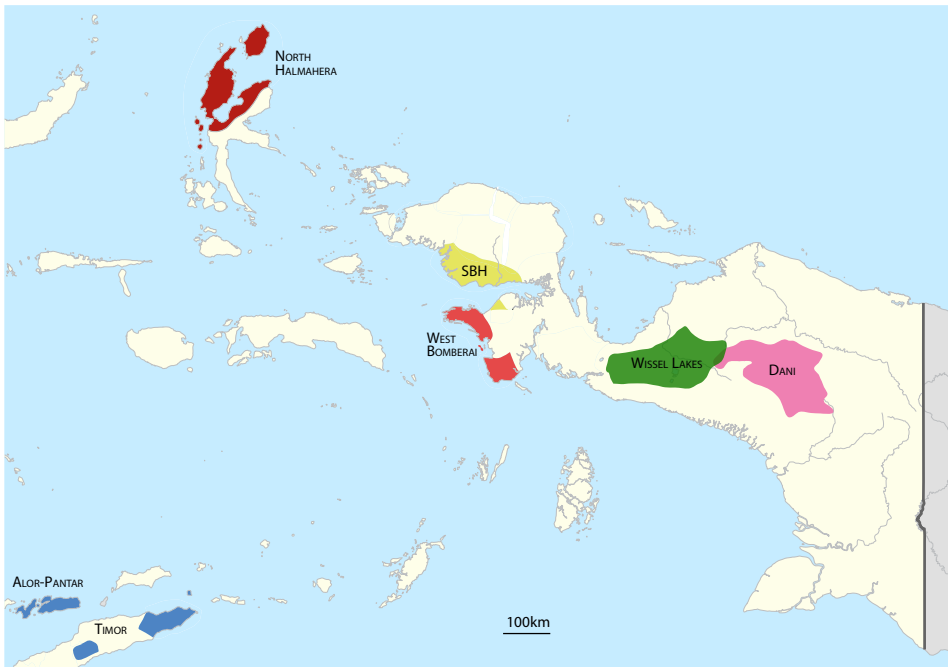 NORTH
HALMAHERA
SBH
WEST
BOMBERAI
WISSEL LAKES
DANI
ALOR-PANTAR
TIMOR
100km